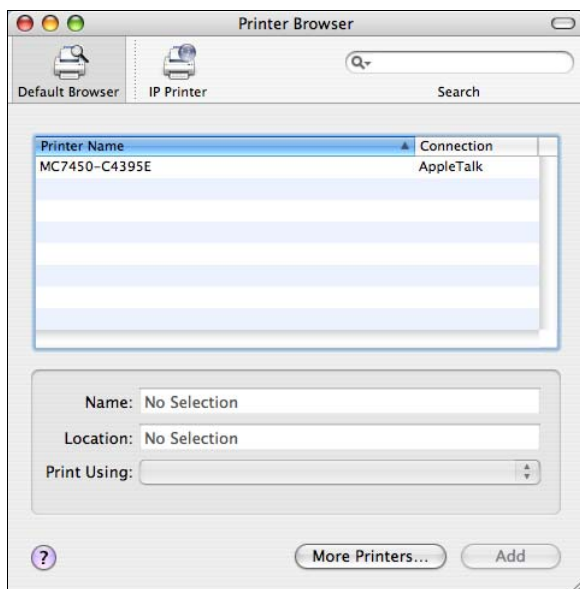 Printer Browser
Default Browser
IP Printer
Search
Printer Name Connection
MC7450-C4395E AppleTalk
Name: No Selection
Location: No Selection
Print Using:
? More Printers... Add